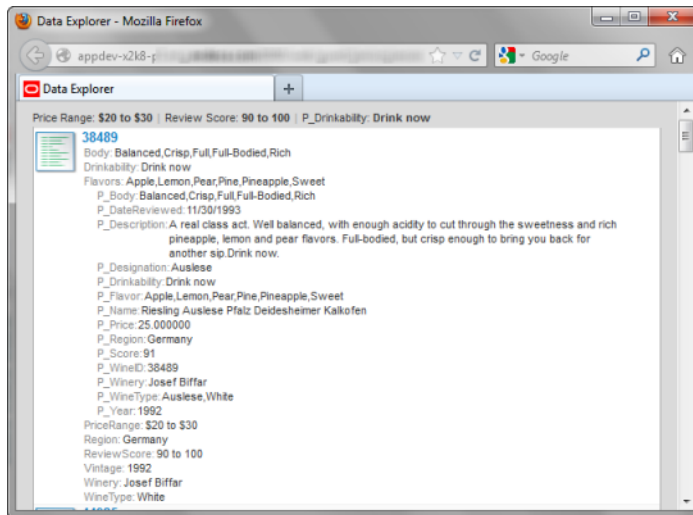 Data Explorer - Mozilla Firefox
appdev-x2k8-
Google
Data Explorer
Price Range: $20 to $30 | Review Score: 90 to 100 | P_Drinkability: Drink now
38489
Body: Balanced,Crisp,Full,Full-Bodied,Rich
Drinkability: Drink now
Flavors: Apple,Lemon,Pear,Pine,Pineapple,Sweet
P_Body: Balanced,Crisp,Full,Full-Bodied,Rich
P_DateReviewed: 11/30/1993
P_Description: A real class act. Well balanced, with enough acidity to cut through the sweetness and rich
pineapple, lemon and pear flavors. Full-bodied, but crisp enough to bring you back for
another sip.Drink now.
P_Designation: Auslese
P_Drinkability: Drink now
P_Flavor: Apple,Lemon,Pear,Pine,Pineapple,Sweet
P_Name: Riesling Auslese Pfalz Deidesheimer Kalkofen
P_Price: 25.000000
P_Region: Germany
P_Score: 91
P_WineID: 38489
P_Winery: Josef Biffar
P_WineType: Auslese,White
P_Year: 1992
PriceRange: $20 to $30
Region: Germany
ReviewScore: 90 to 100
Vintage: 1992
Winery: Josef Biffar
WineType: White